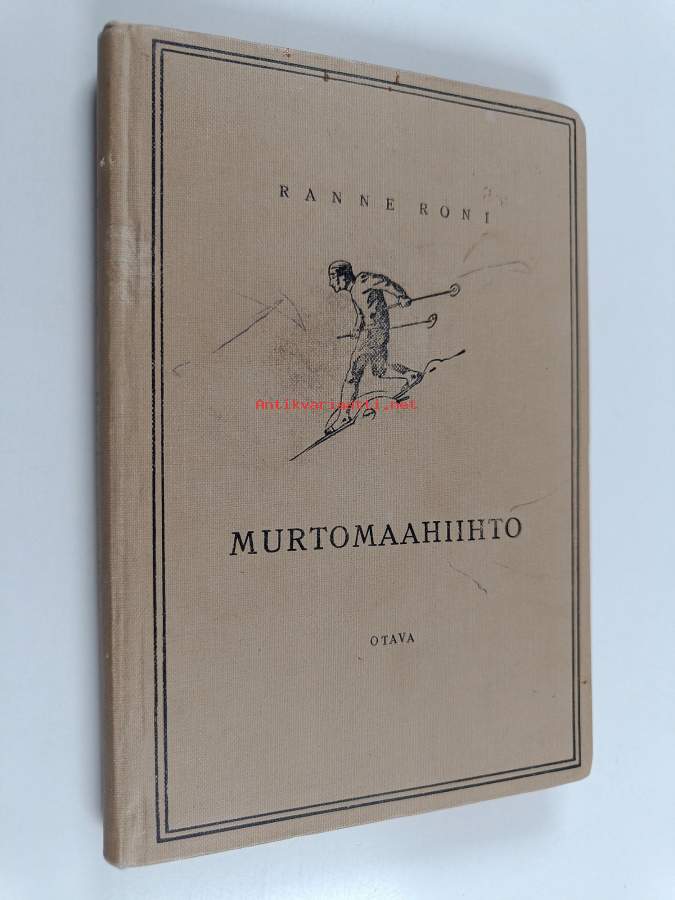 RANNE RONI
Antikvariaatti.net
MURTOMAAHIIHTO
OTAVA